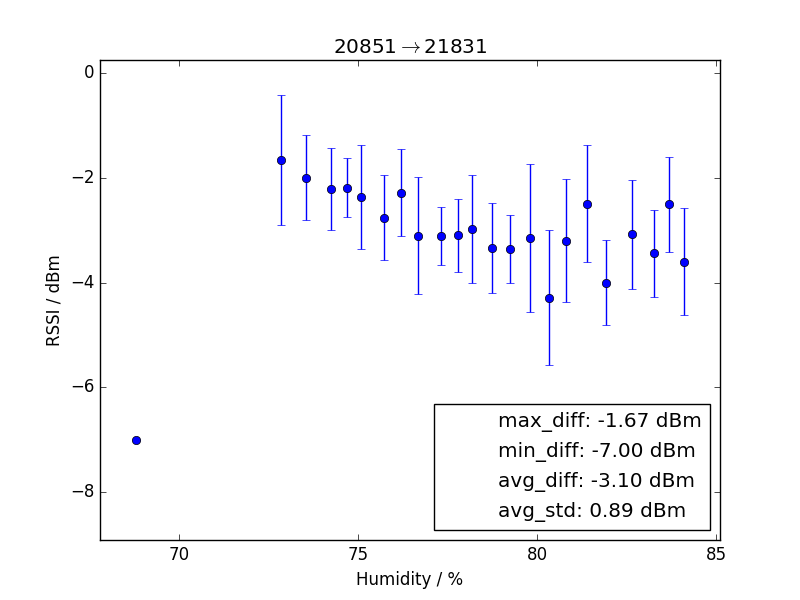 20851→21831
0
−2
−4
−6
−8
RSSI / dBm
max_diff: -1.67 dBm
min_diff: -7.00 dBm
avg_diff: -3.10 dBm
avg_std: 0.89 dBm
70 75 80 85
Humidity / %